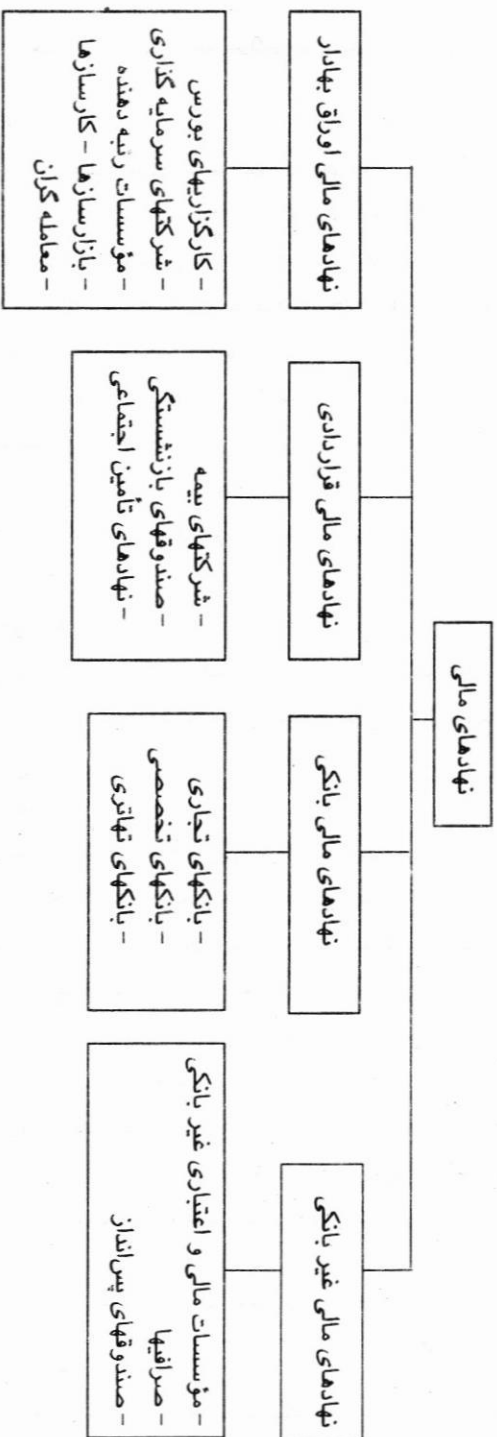 نهادهای مالی
نهادهای مالی غیر بانکی
- مؤسسات مالی و اعتباری غیر بانکی
- صرافیها
- صندوقهای پس‌انداز
نهادهای مالی بانکی
- بانکهای تجاری
- بانکهای تخصصی
- بانکهای تهاتری
نهادهای مالی قراردادی
- شرکتهای بیمه
- صندوقهای بازنشستگی
- نهادهای تأمین اجتماعی
نهادهای مالی اوراق بهادار
- کارگزاریهای بورس
- شرکتهای سرمایه گذاری
- مؤسسات رتبه دهنده
- بازارسازها - کارسازها
- معامله گران